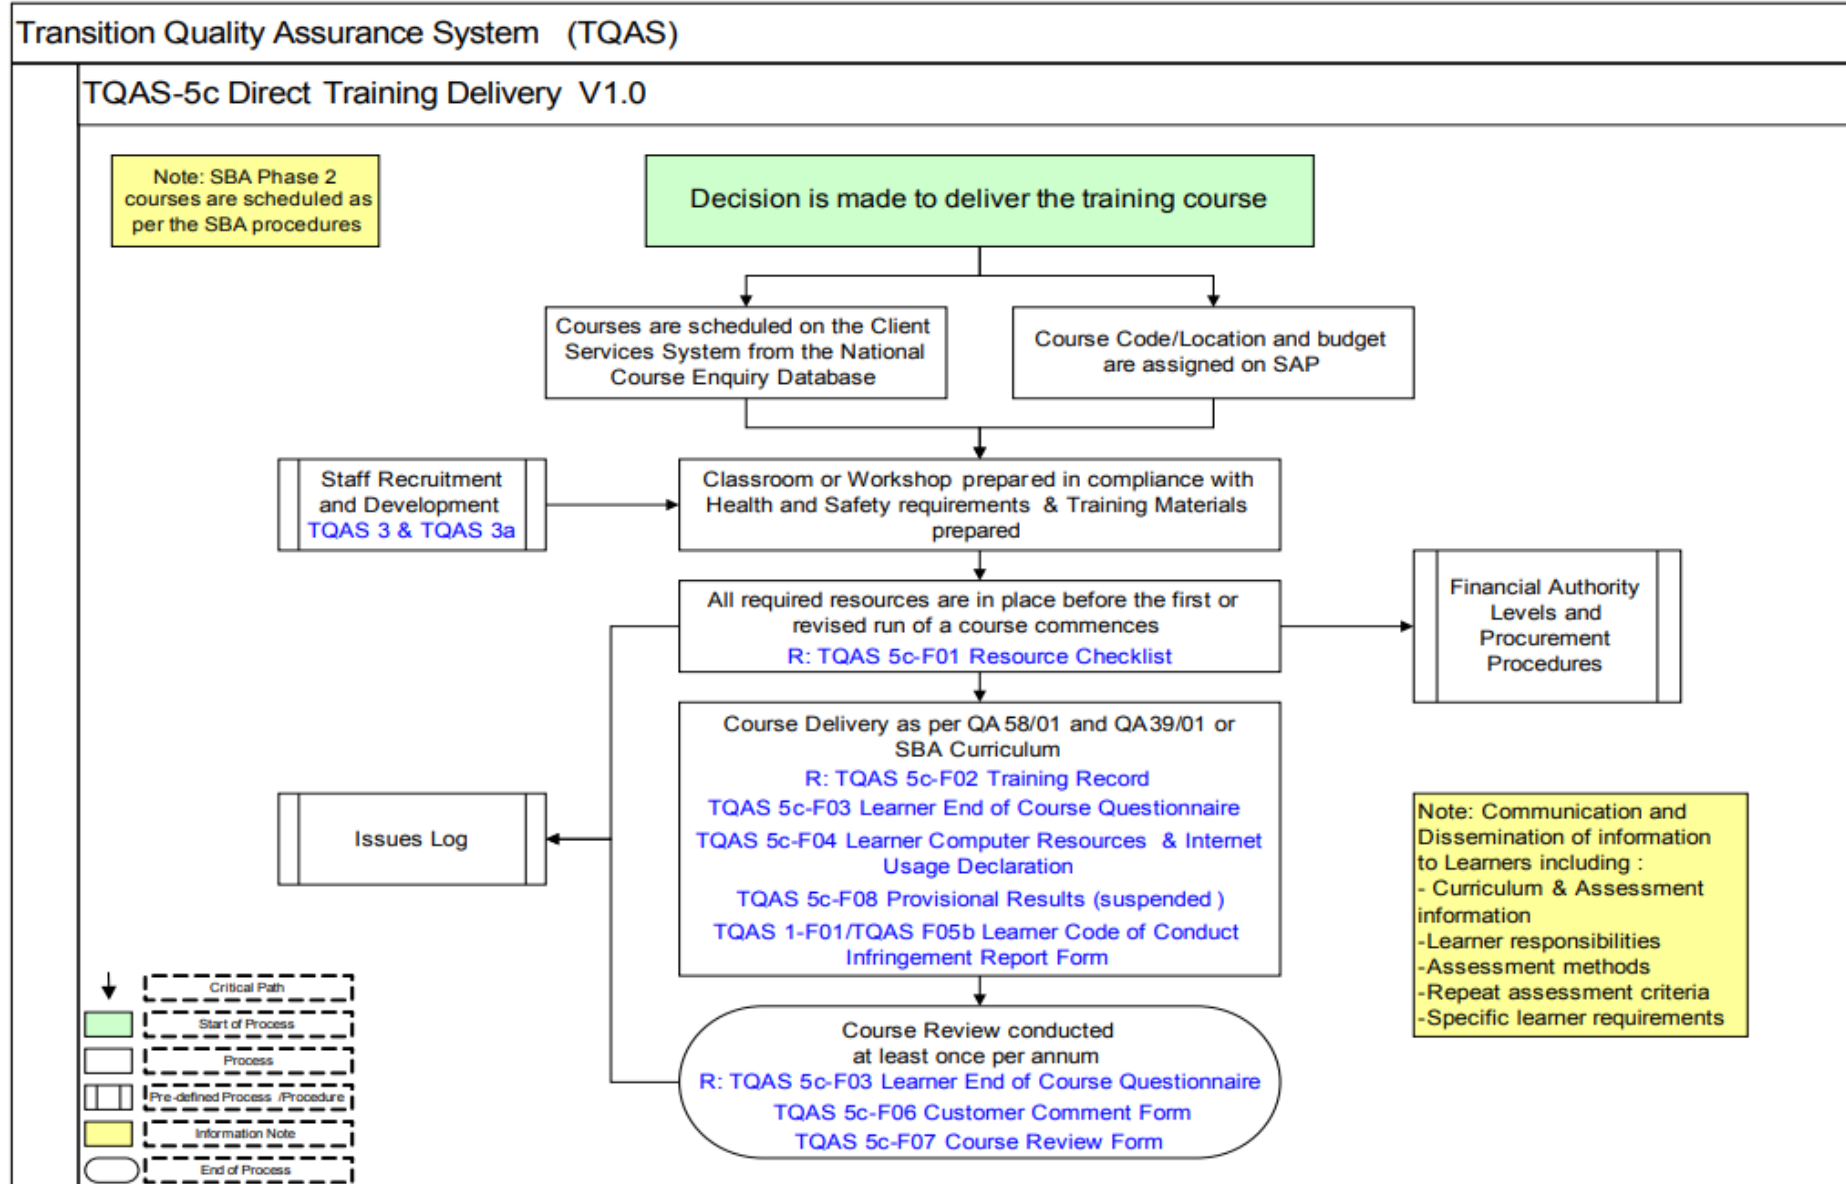 Transition Quality Assurance System (TQAS)
TQAS-5c Direct Training Delivery V1.0
Note: SBA Phase 2
courses are scheduled as
per the SBA procedures
Decision is made to deliver the training course
Courses are scheduled on the Client
Services System from the National
Course Enquiry Database
Course Code/Location and budget
are assigned on SAP
Staff Recruitment
and Development
TQAS 3 & TQAS 3a
Classroom or Workshop prepared in compliance with
Health and Safety requirements & Training Materials
prepared
All required resources are in place before the first or
revised run of a course commences
R: TQAS 5c-F01 Resource Checklist
Financial Authority
Levels and
Procurement
Procedures
Course Delivery as per QA 58/01 and QA39/01 or
SBA Curriculum
R: TQAS 5c-F02 Training Record
TQAS 5c-F03 Learner End of Course Questionnaire
TQAS 5c-F04 Learner Computer Resources & Internet
Usage Declaration
TQAS 5c-F08 Provisional Results (suspended )
TQAS 1-F01/TQAS F05b Learner Code of Conduct
Infringement Report Form
Issues Log
Note: Communication and
Dissemination of information
to Learners including :
- Curriculum & Assessment
information
-Learner responsibilities
-Assessment methods
-Repeat assessment criteria
-Specific learner requirements
Course Review conducted
at least once per annum
R: TQAS 5c-F03 Learner End of Course Questionnaire
TQAS 5c-F06 Customer Comment Form
TQAS 5c-F07 Course Review Form
Critical Path
Start of Process
Process
Pre-defined Process /Procedure
Information Note
End of Process